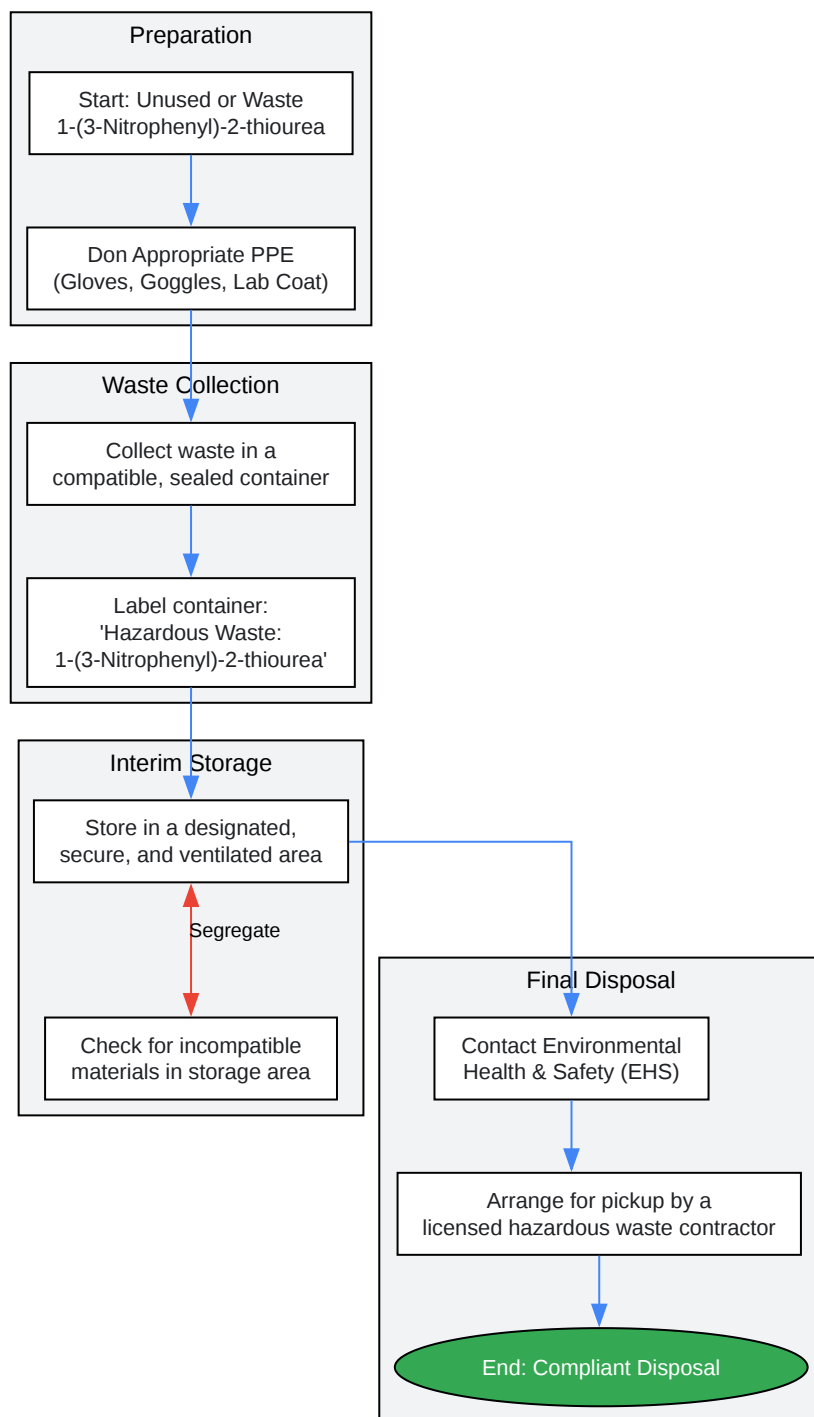 Preparation
Start: Unused or Waste
1-(3-Nitrophenyl)-2-thiourea
Don Appropriate PPE
(Gloves, Goggles, Lab Coat)
Waste Collection
Collect waste in a
compatible, sealed container
Label container:
'Hazardous Waste:
1-(3-Nitrophenyl)-2-thiourea'
Interim Storage
Store in a designated,
secure, and ventilated area
Segregate
Check for incompatible
materials in storage area
Final Disposal
Contact Environmental
Health & Safety (EHS)
Arrange for pickup by a
licensed hazardous waste contractor
End: Compliant Disposal